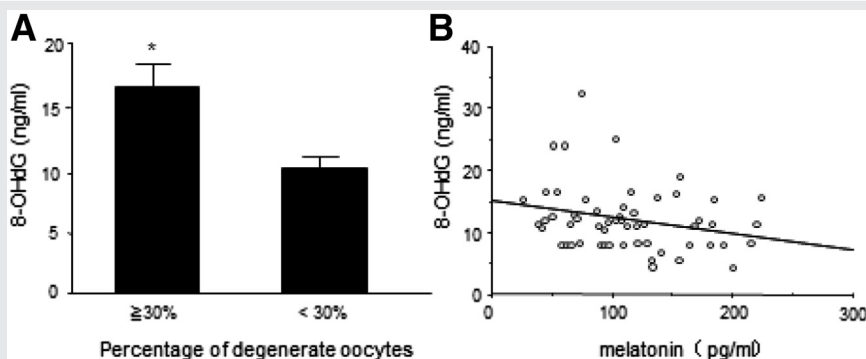 A
20
15
10
5
0
8-OHdG (ng/ml)
*
≧30%
< 30%
Percentage of degenerate oocytes
B
40
30
20
10
0
8-OHdG (ng/ml)
0
100
200
300
melatonin ( pg/ml)